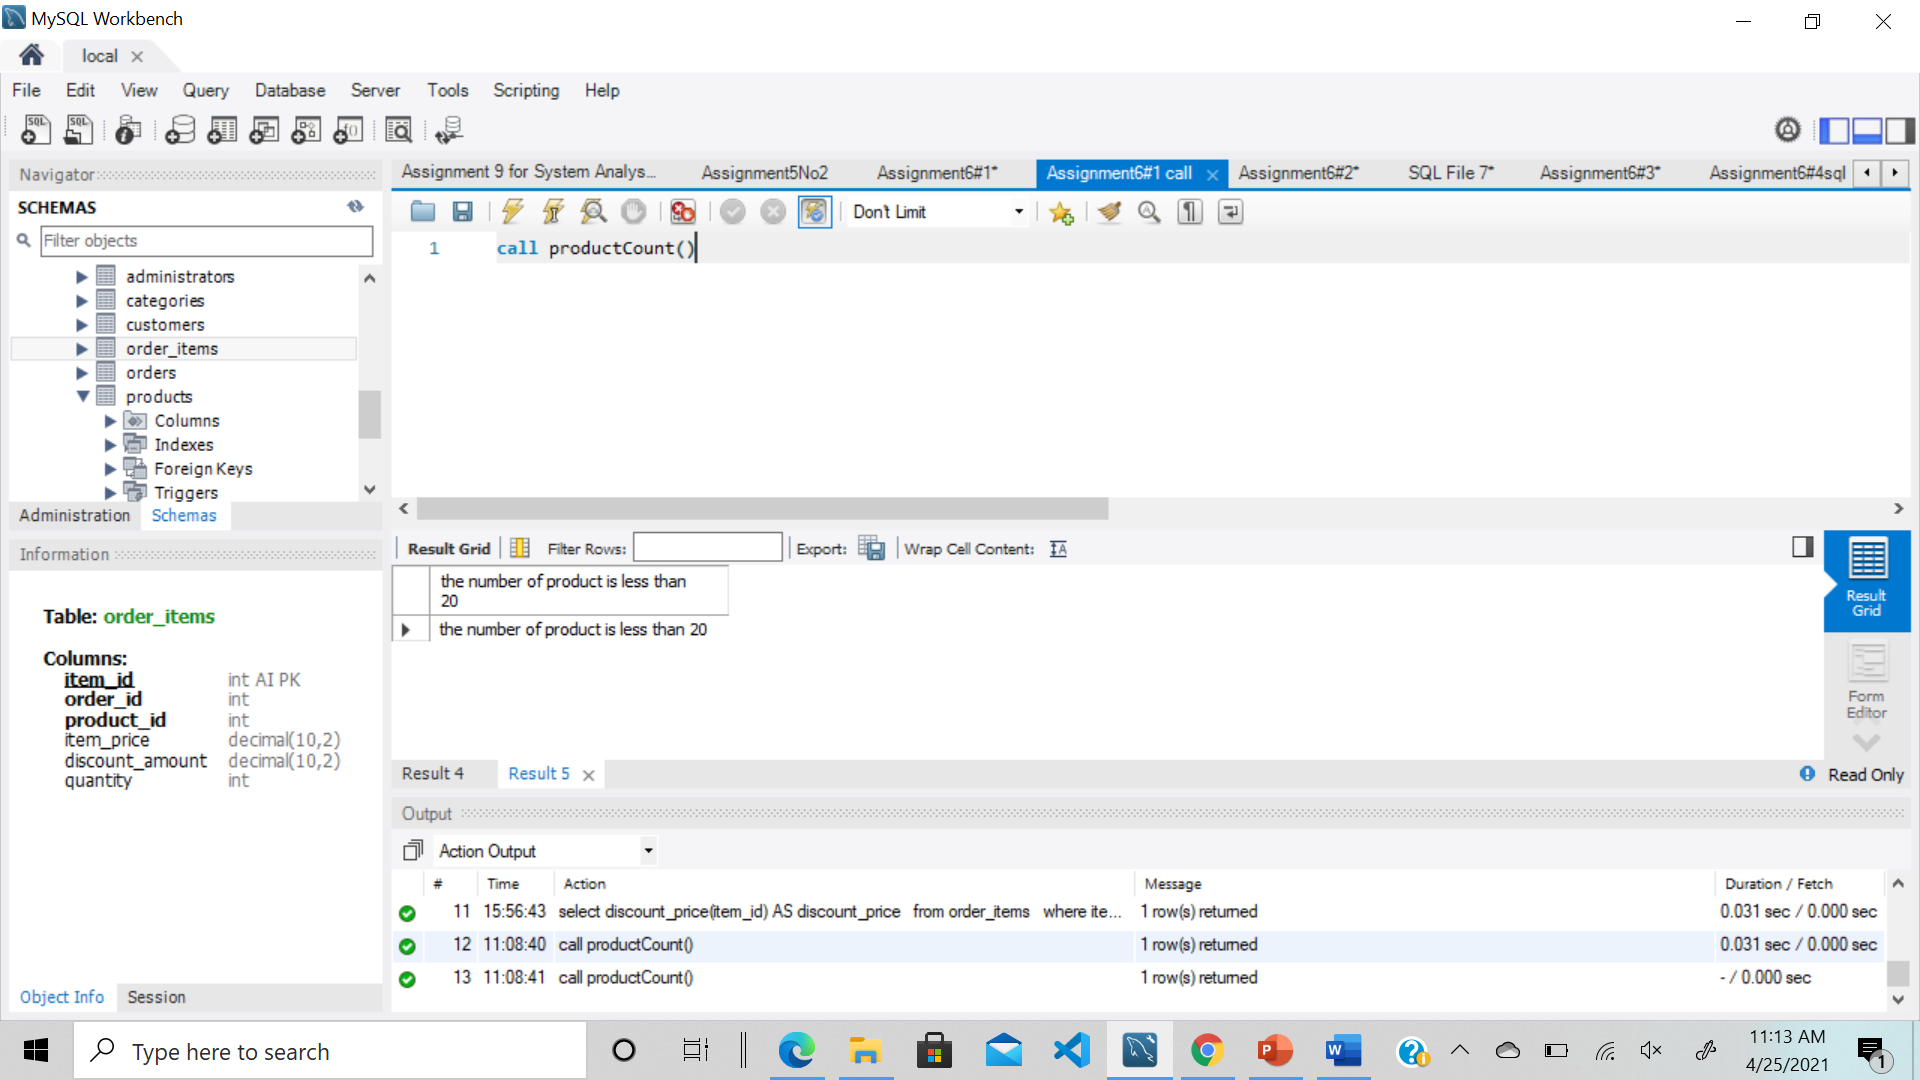 MySQL Workbench
local
File Edit View Query Database Server Tools Scripting Help
Navigator
SCHEMAS
Filter objects
administrators
categories
customers
order_items
orders
products
Columns
Indexes
Foreign Keys
Triggers
Administration Schemas
Information
Table: order_items
Columns:
item_id int AI PK
order_id int
product_id int
item_price decimal(10,2)
discount_amount decimal(10,2)
quantity int
Object Info Session
Assignment 9 for System Analys... Assignment5No2 Assignment6#1* Assignment6#1 call Assignment6#2* SQL File 7* Assignment6#3* Assignment6#4sql
Don't Limit
1 call productCount()
Result Grid Filter Rows: Export: Wrap Cell Content:
the number of product is less than
20
the number of product is less than 20
Result
Grid
Form
Editor
Result 4 Result 5 Read Only
Output
Action Output
# Time Action Message Duration / Fetch
11 15:56:43 select discount_price(item_id) AS discount_price from order_items where ite... 1 row(s) returned 0.031 sec / 0.000 sec
12 11:08:40 call productCount() 1 row(s) returned 0.031 sec / 0.000 sec
13 11:08:41 call productCount() 1 row(s) returned - / 0.000 sec
Type here to search
11:13 AM
4/25/2021
1